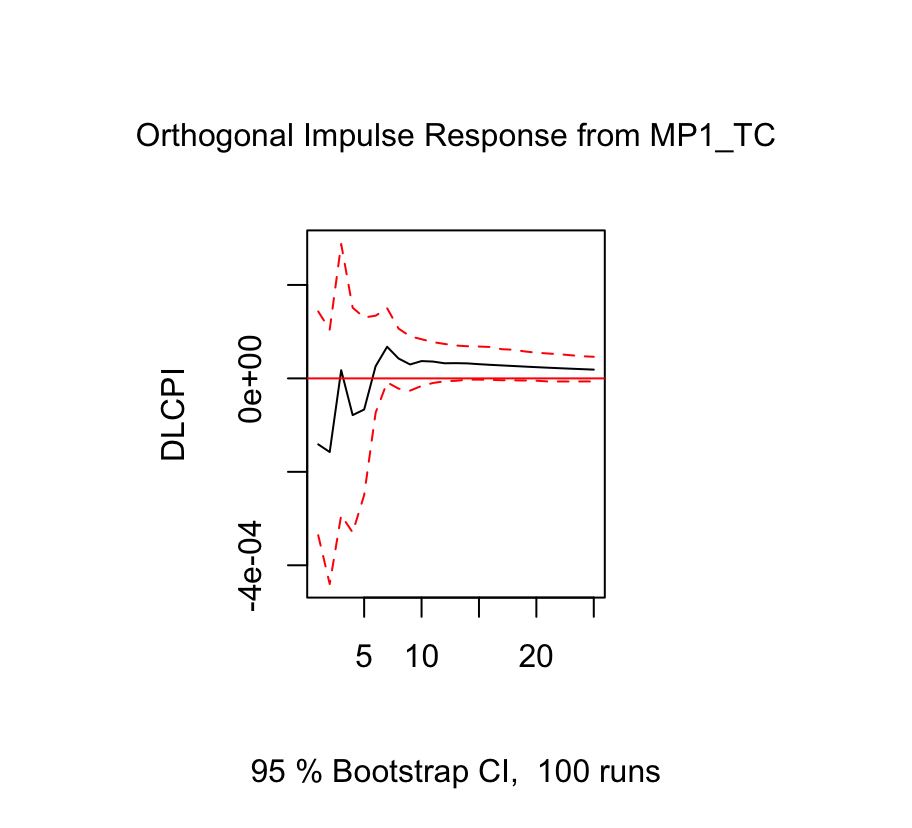 Orthogonal Impulse Response from MP1_TC
DLCPI
0e+00
-4e-04
5 10 20
95 % Bootstrap CI,  100 runs